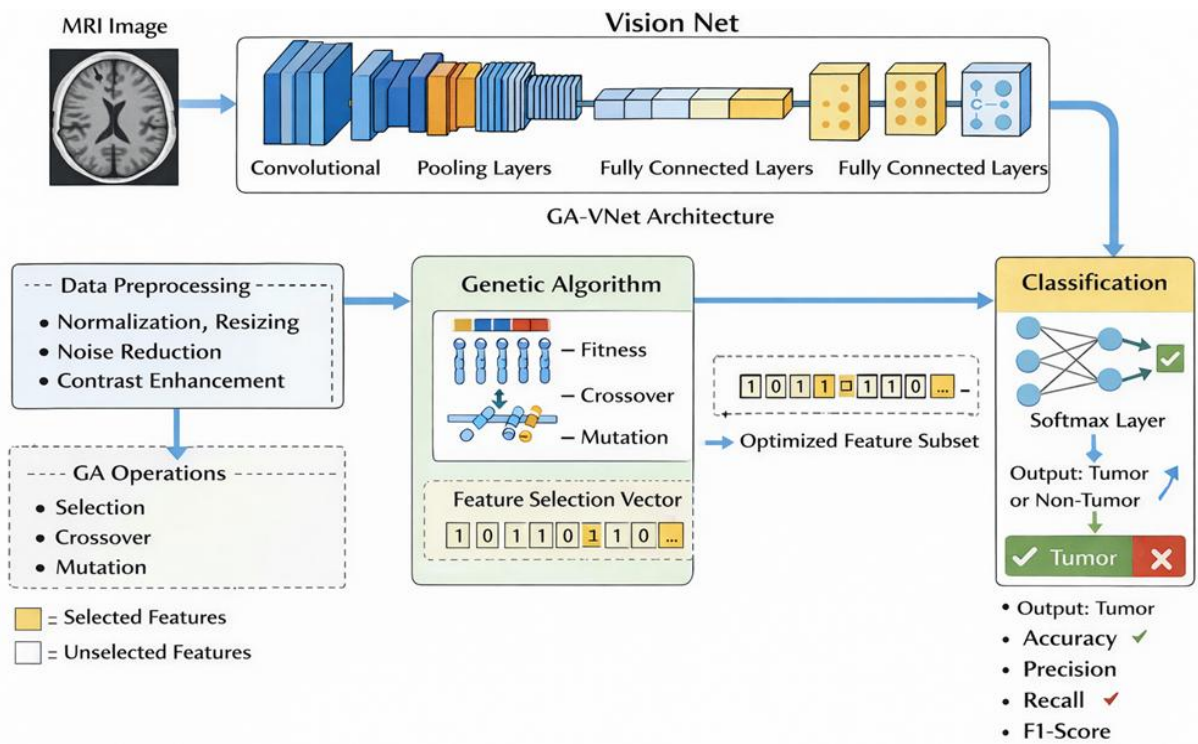 MRI Image
Vision Net
Convolutional
Pooling Layers
Fully Connected Layers
Fully Connected Layers
C
GA-VNet Architecture
Data Preprocessing
• Normalization, Resizing
• Noise Reduction
• Contrast Enhancement
GA Operations
• Selection
• Crossover
• Mutation
= Selected Features
= Unselected Features
Genetic Algorithm
– Fitness
– Crossover
– Mutation
Feature Selection Vector
1 0 1 1 0 1 1 0 ...
1 0 1 1 □ 1 1 0 ...
Optimized Feature Subset
Classification
Softmax Layer
Output: Tumor
or Non-Tumor
✓ Tumor X
• Output: Tumor
• Accuracy ✓
• Precision
• Recall ✓
• F1-Score